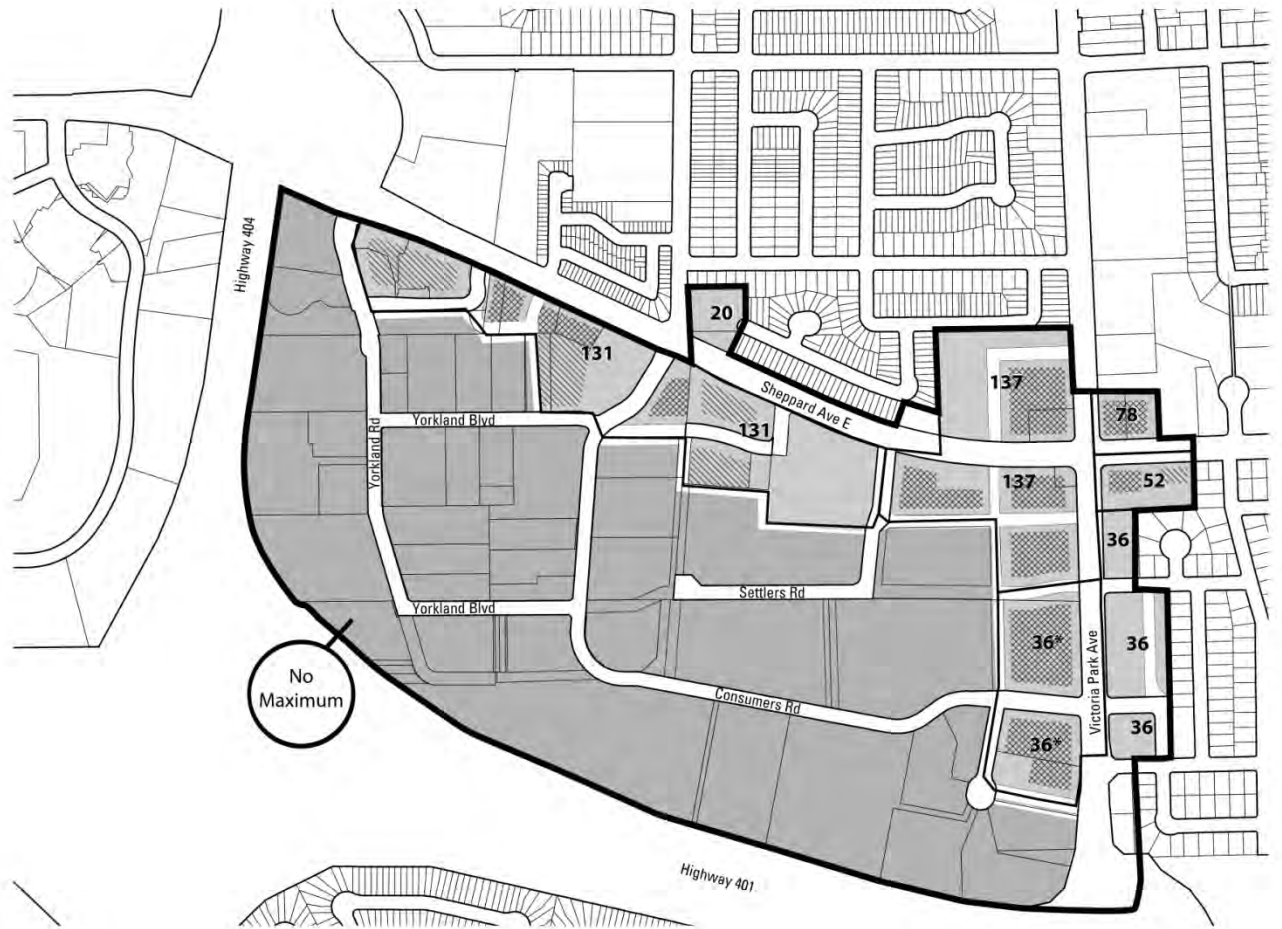 Highway 404
20
131
137
Sheppard Ave E
78
Yorkland Blvd
131
Yorkland Rd
137
52
36
Settlers Rd
Yorkland Blvd
36*
36
Victoria Park Ave
No
Maximum
Consumers Rd
36
36*
Highway 401